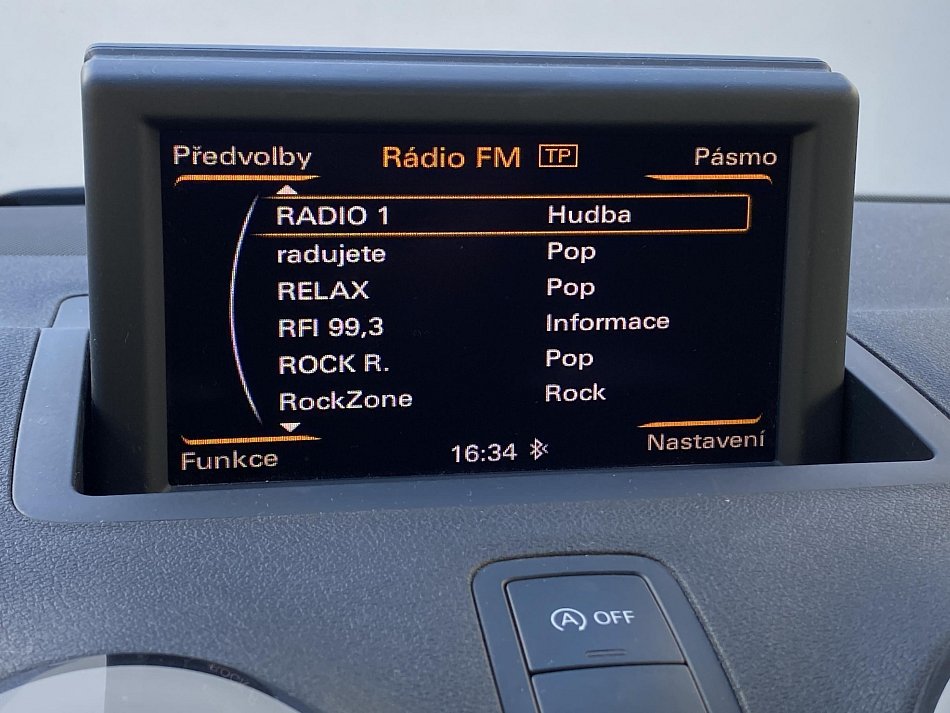 Předvolby Rádio FM TP Pásmo
RADIO 1 Hudba
radujete Pop
RELAX Pop
RFI 99,3 Informace
ROCK R. Pop
RockZone Rock
Funkce 16:34 Nastavení
A OFF